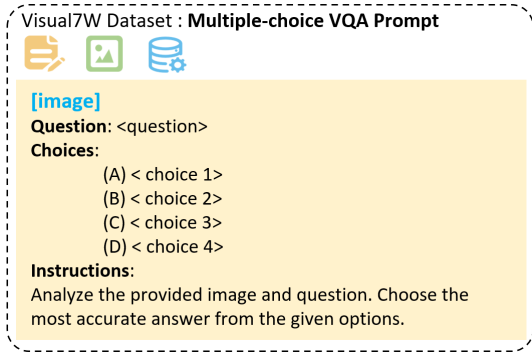 Visual7W Dataset : Multiple-choice VQA Prompt
[image]
Question: <question>
Choices:
(A) < choice 1>
(B) < choice 2>
(C) < choice 3>
(D) < choice 4>
Instructions:
Analyze the provided image and question. Choose the
most accurate answer from the given options.